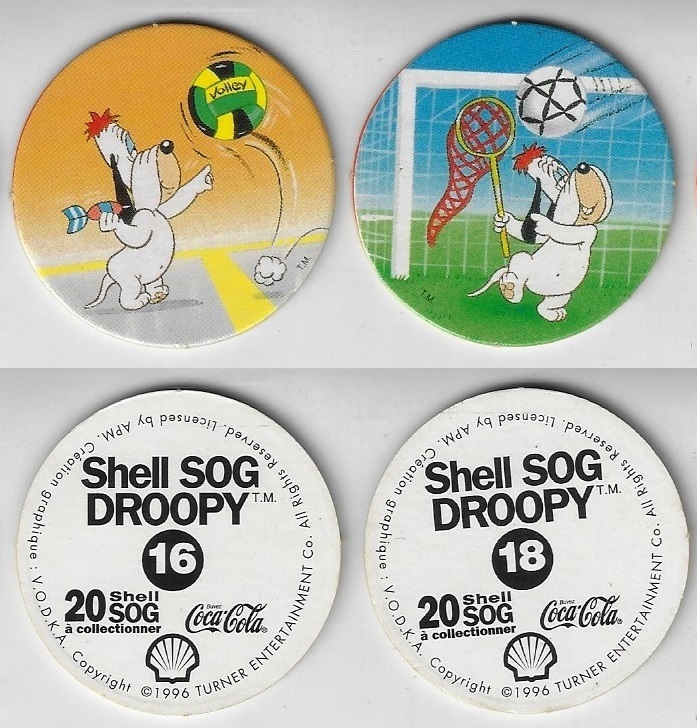 Volley
T.M.
T.M.
Création graphique : V.O.D.K.A. Copyright ©1996 TURNER ENTERTAINMENT Co. All Rights Reserved. Licensed by APM.
Shell SOG
DROOPY T.M.
16
20 Shell SOG
à collectionner
Buvez
Coca-Cola®
Création graphique : V.O.D.K.A. Copyright ©1996 TURNER ENTERTAINMENT Co. All Rights Reserved. Licensed by APM.
Shell SOG
DROOPY T.M.
18
20 Shell SOG
à collectionner
Buvez
Coca-Cola®